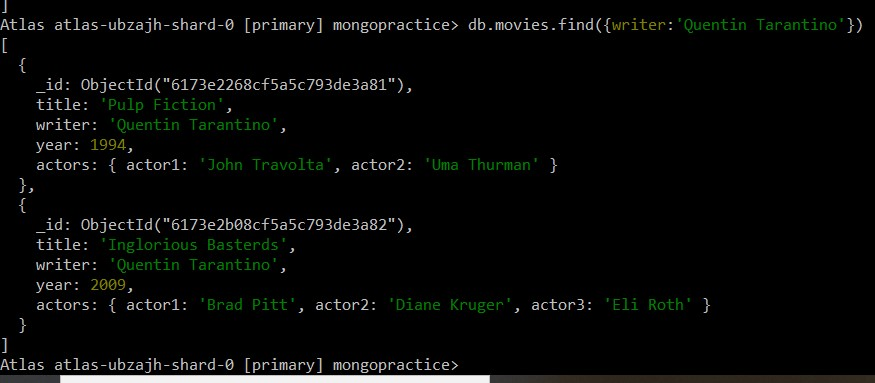 ]
Atlas atlas-ubzajh-shard-0 [primary] mongopractice> db.movies.find({writer:'Quentin Tarantino'})
[
  {
    _id: ObjectId("6173e2268cf5a5c793de3a81"),
    title: 'Pulp Fiction',
    writer: 'Quentin Tarantino',
    year: 1994,
    actors: { actor1: 'John Travolta', actor2: 'Uma Thurman' }
  },
  {
    _id: ObjectId("6173e2b08cf5a5c793de3a82"),
    title: 'Inglorious Basterds',
    writer: 'Quentin Tarantino',
    year: 2009,
    actors: { actor1: 'Brad Pitt', actor2: 'Diane Kruger', actor3: 'Eli Roth' }
  }
]
Atlas atlas-ubzajh-shard-0 [primary] mongopractice>